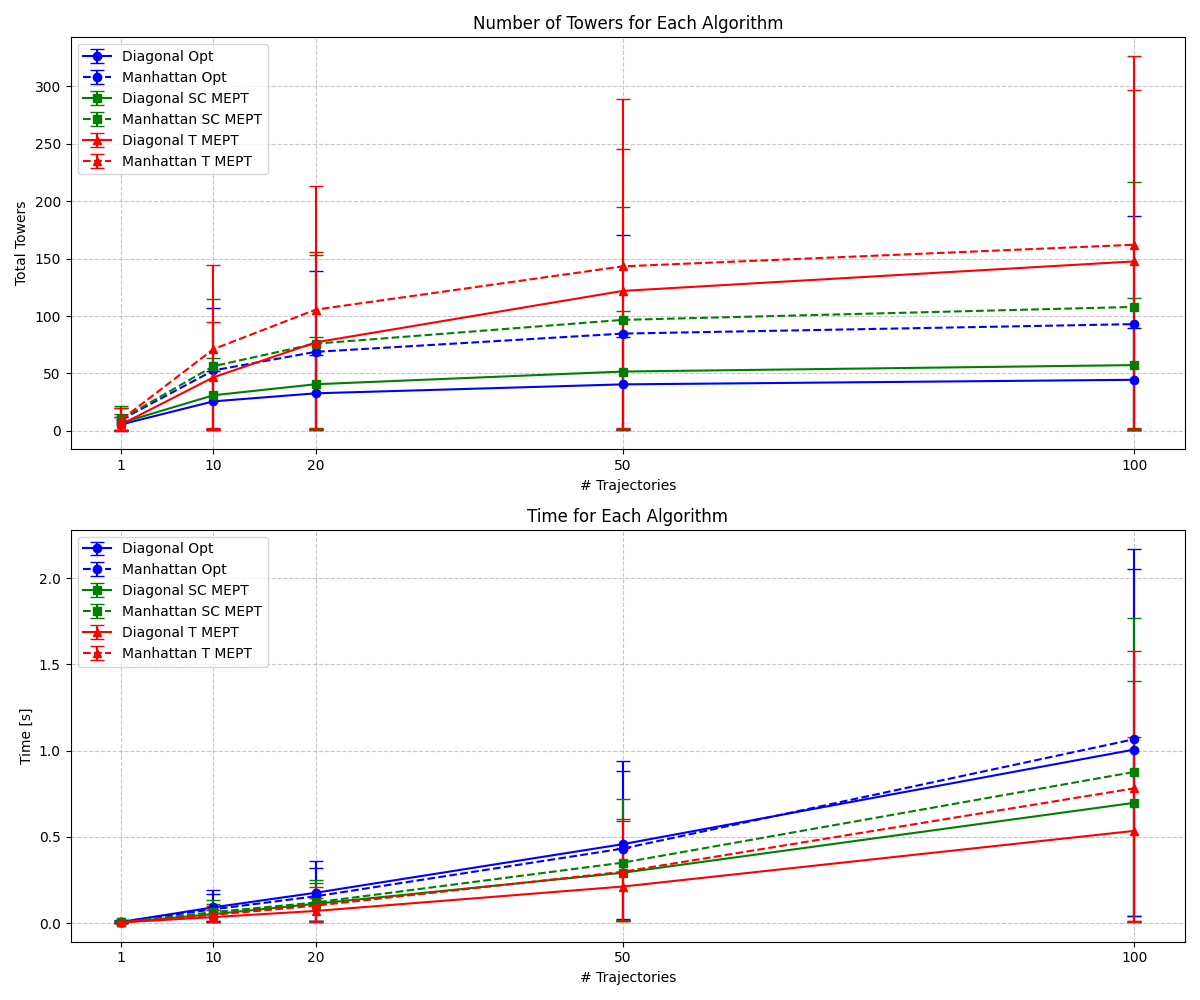 Number of Towers for Each Algorithm
Diagonal Opt
Manhattan Opt
Diagonal SC MEPT
Manhattan SC MEPT
Diagonal T MEPT
Manhattan T MEPT
Total Towers
300
250
200
150
100
50
0
1 10 20 50 100
# Trajectories
Time for Each Algorithm
Diagonal Opt
Manhattan Opt
Diagonal SC MEPT
Manhattan SC MEPT
Diagonal T MEPT
Manhattan T MEPT
Time [s]
2.0
1.5
1.0
0.5
0.0
1 10 20 50 100
# Trajectories